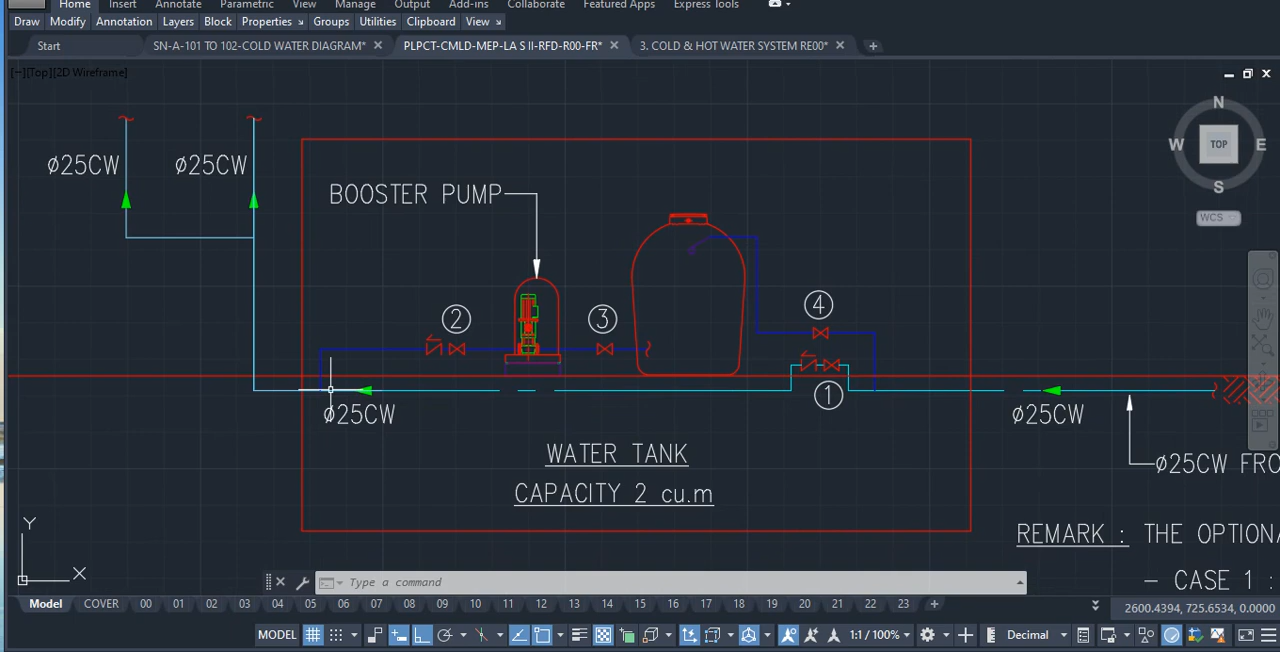 Home Insert Annotate Parametric View Manage Output Add-ins Collaborate Featured Apps Express Tools
Draw Modify Annotation Layers Block Properties Groups Utilities Clipboard View
Start SN-A-101 TO 102-COLD WATER DIAGRAM* PLPCT-CMLD-MEP-LA S II-RFD-R00-FR* 3. COLD & HOT WATER SYSTEM RE00*
[−][Top][2D Wireframe]
N
W TOP E
S
WCS
ø25CW ø25CW
BOOSTER PUMP
4
2 3
1
ø25CW ø25CW
WATER TANK
ø25CW FRO
CAPACITY 2 cu.m
REMARK : THE OPTIONA
- CASE 1 :
Y
X
Type a command
Model COVER 00 01 02 03 04 05 06 07 08 09 10 11 12 13 14 15 16 17 18 19 20 21 22 23
2600.4394, 725.6534, 0.0000
MODEL 1:1 / 100% Decimal